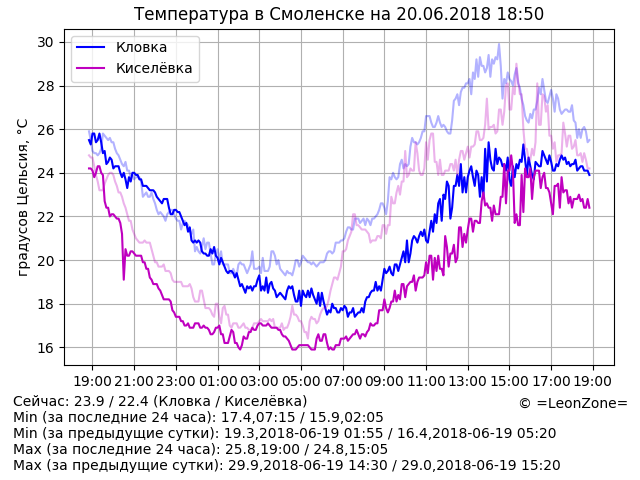 Температура в Смоленске на 20.06.2018 18:50
Кловка
Киселёвка
градусов Цельсия, °C
30
28
26
24
22
20
18
16
19:00 21:00 23:00 01:00 03:00 05:00 07:00 09:00 11:00 13:00 15:00 17:00 19:00
Сейчас: 23.9 / 22.4 (Кловка / Киселёвка)
© =LeonZone=
Min (за последние 24 часа): 17.4,07:15 / 15.9,02:05
Min (за предыдущие сутки): 19.3,2018-06-19 01:55 / 16.4,2018-06-19 05:20
Max (за последние 24 часа): 25.8,19:00 / 24.8,15:05
Max (за предыдущие сутки): 29.9,2018-06-19 14:30 / 29.0,2018-06-19 15:20